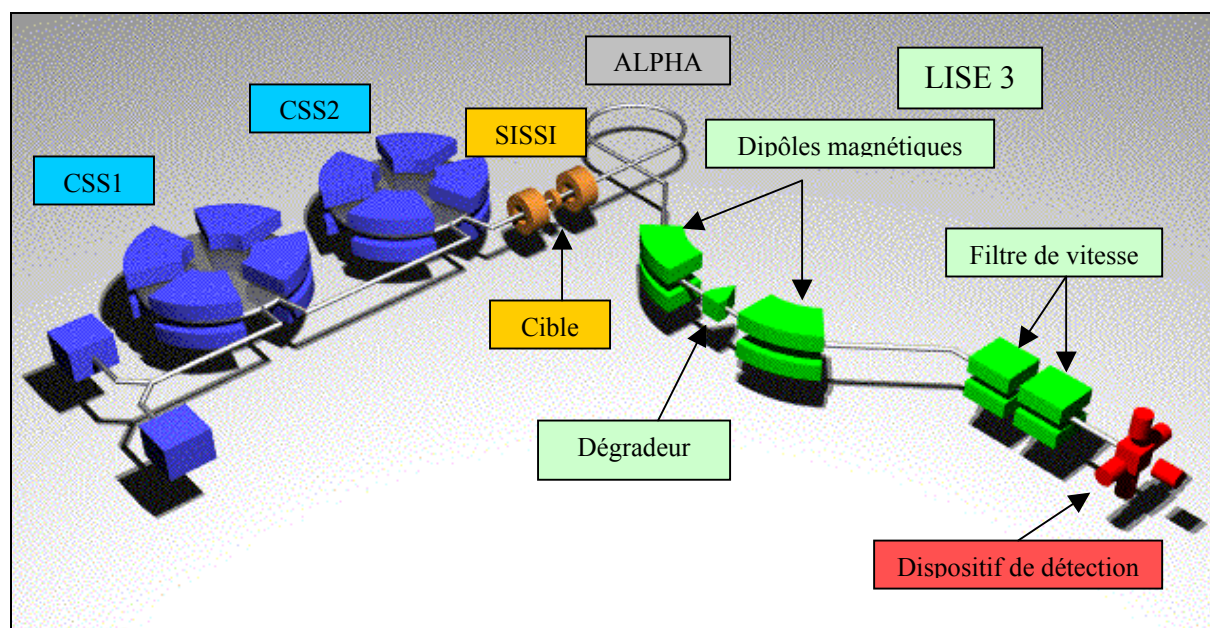 ALPHA
LISE 3
CSS2
SISSI
Dipôles magnétiques
CSS1
Filtre de vitesse
Cible
Dégradeur
Dispositif de détection